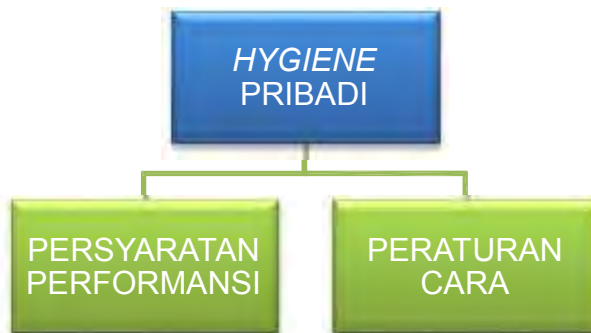 HYGIENE
PRIBADI
PERSYARATAN
PERFORMANSI
PERATURAN
CARA